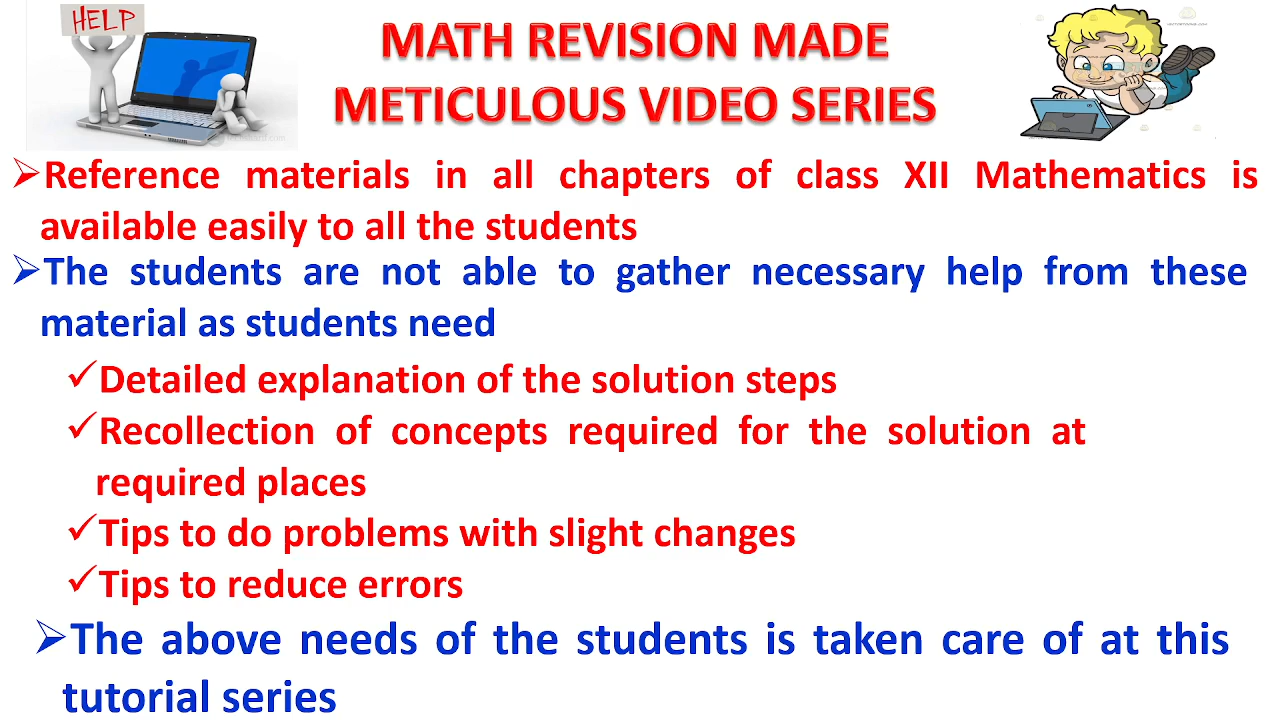 HELP
MATH REVISION MADE
METICULOUS VIDEO SERIES
Reference materials in all chapters of class XII Mathematics is
available easily to all the students
The students are not able to gather necessary help from these
material as students need
Detailed explanation of the solution steps
Recollection of concepts required for the solution at
required places
Tips to do problems with slight changes
Tips to reduce errors
The above needs of the students is taken care of at this
tutorial series